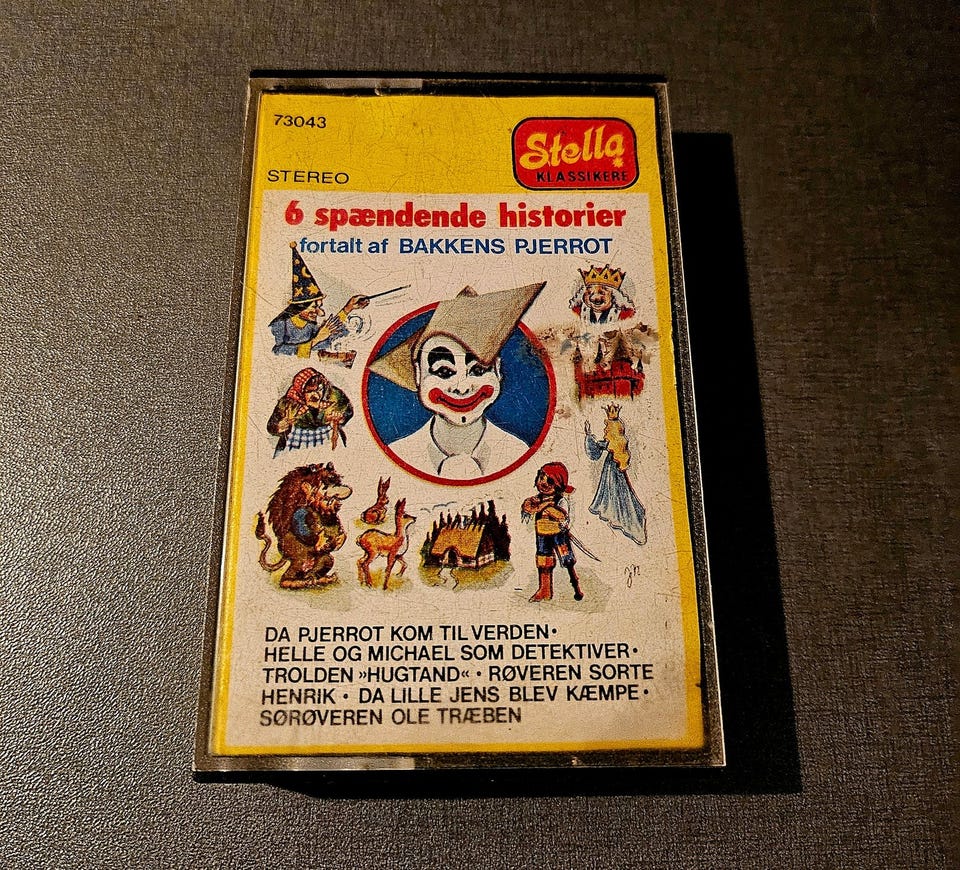 73043
Stella
KLASSIKERE
STEREO
6 spændende historier
fortalt af BAKKENS PJERROT
DA PJERROT KOM TIL VERDEN·
HELLE OG MICHAEL SOM DETEKTIVER·
TROLDEN »HUGTAND« · RØVEREN SORTE
HENRIK · DA LILLE JENS BLEV KÆMPE·
SØRØVEREN OLE TRÆBEN